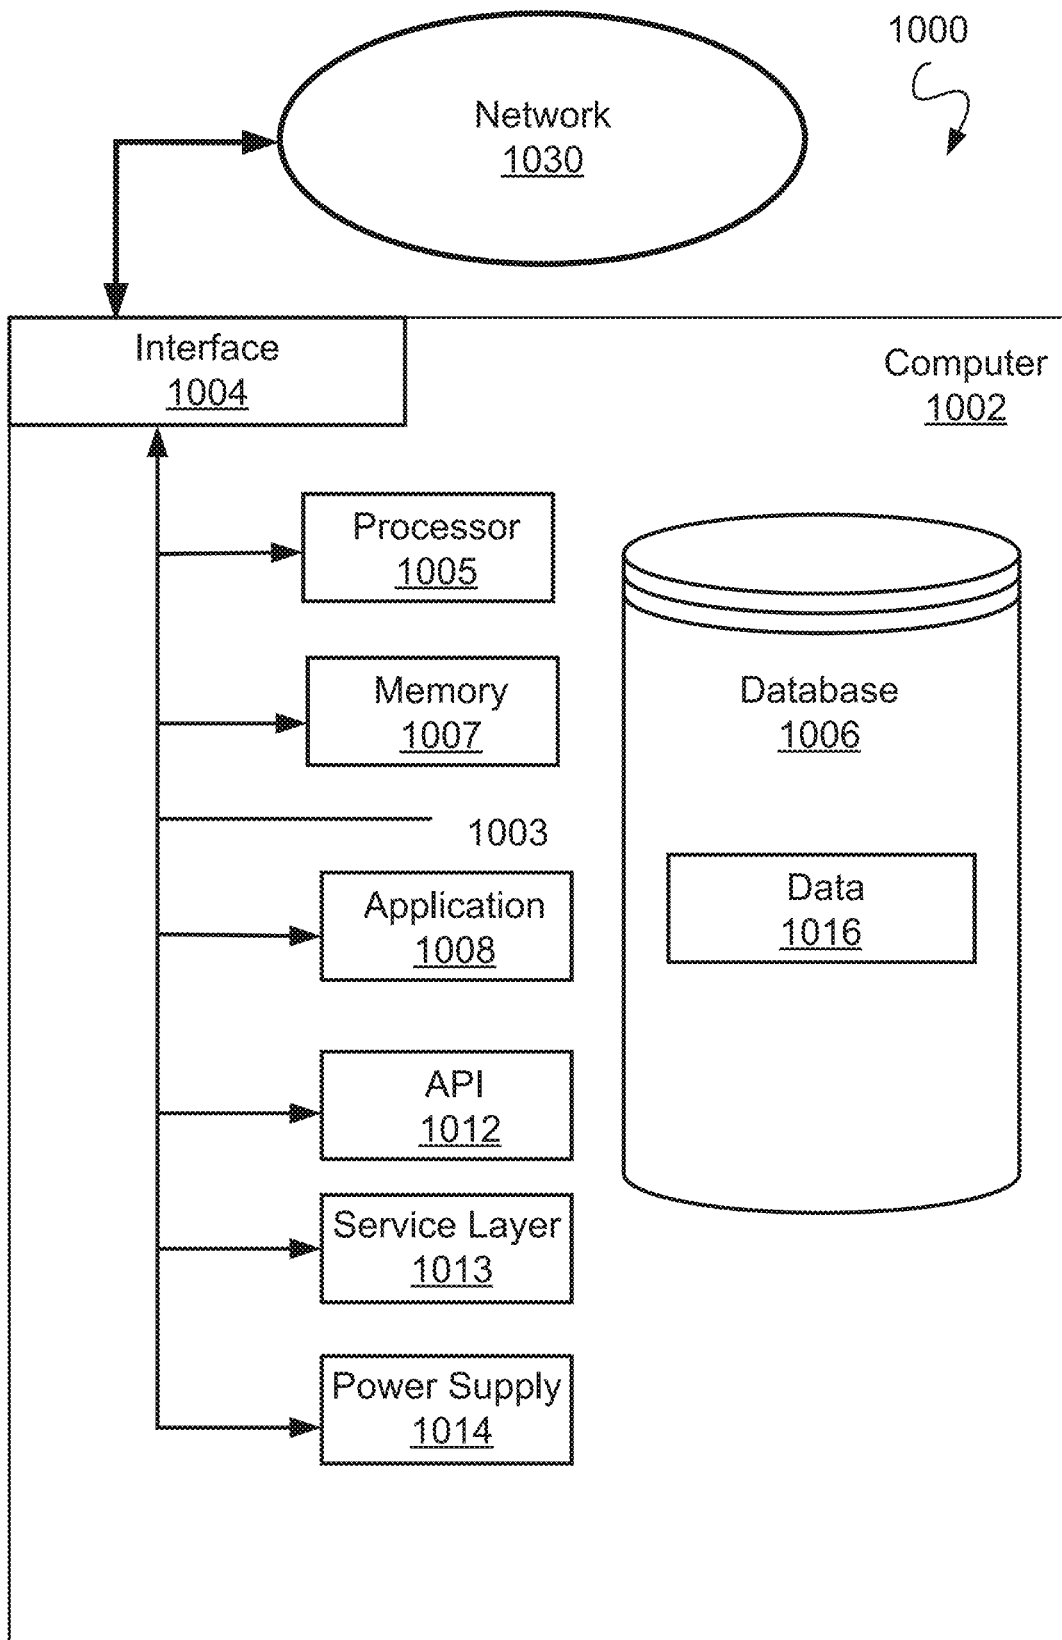 1000
Network
1030
Interface
1004
Computer
1002
Processor
1005
Memory
1007
Database
1006
1003
Application
1008
Data
1016
API
1012
Service Layer
1013
Power Supply
1014